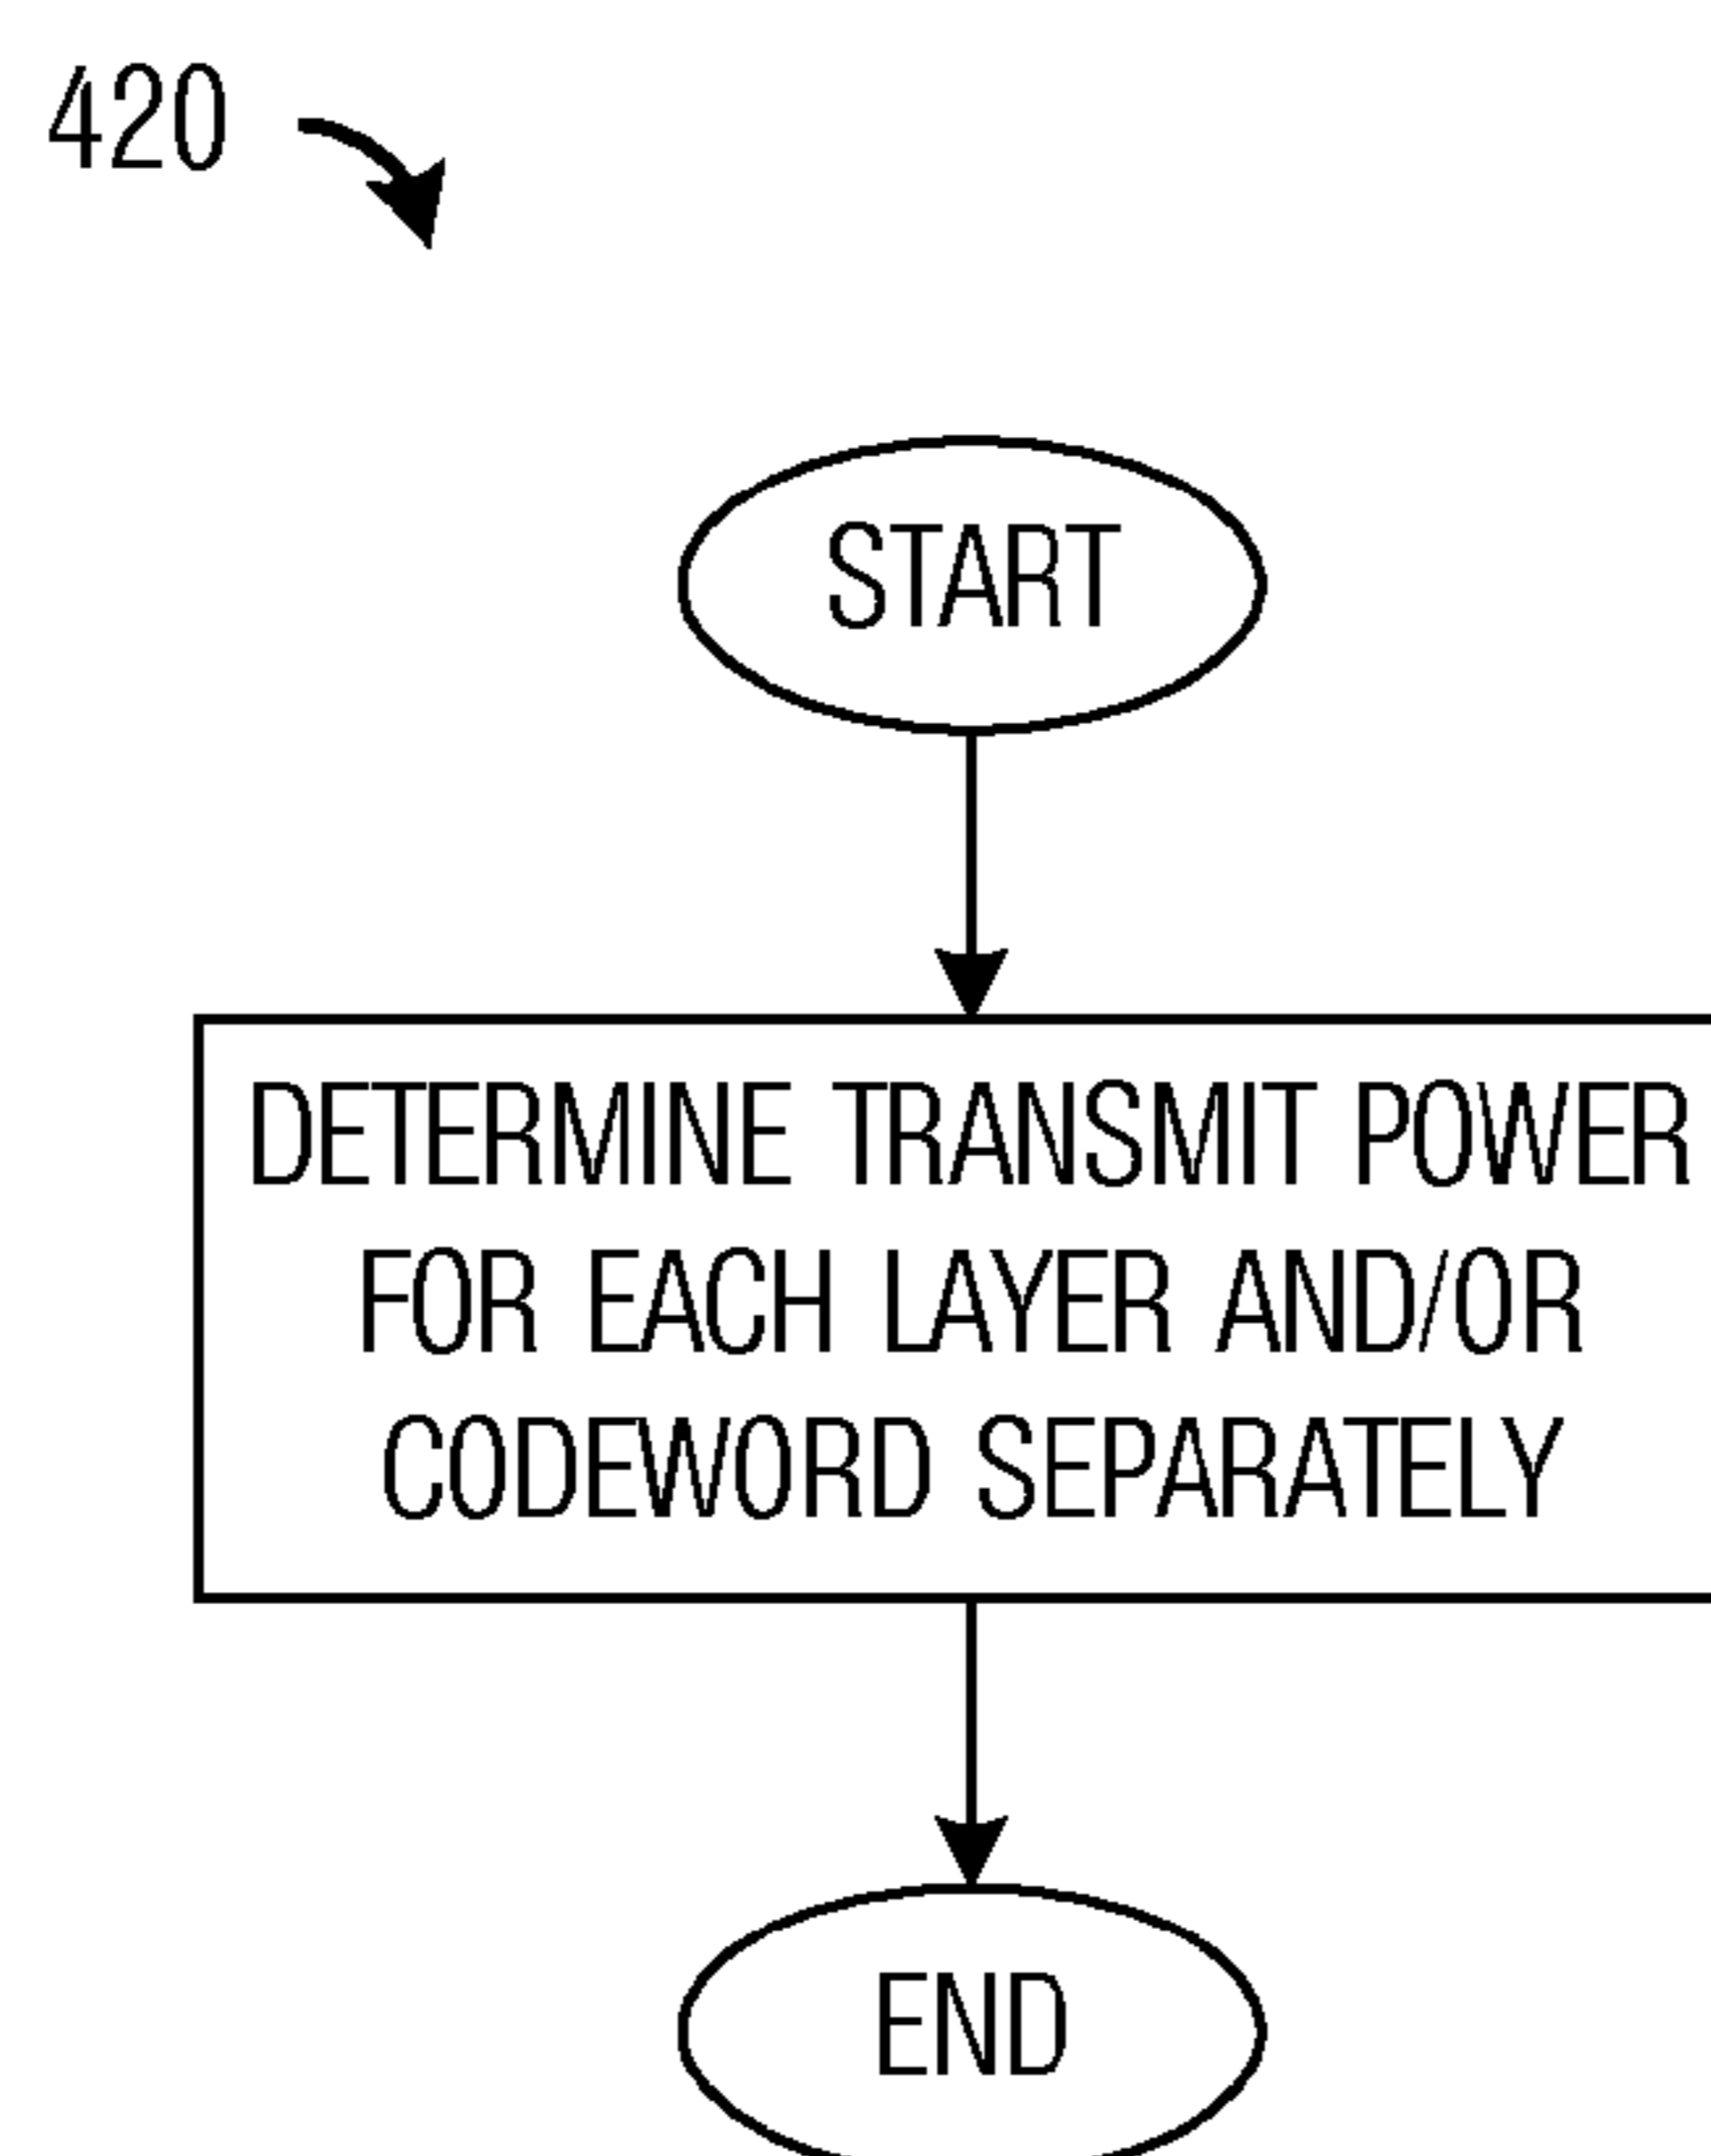 420
START
DETERMINE TRANSMIT POWER
FOR EACH LAYER AND/OR
CODEWORD SEPARATELY
END